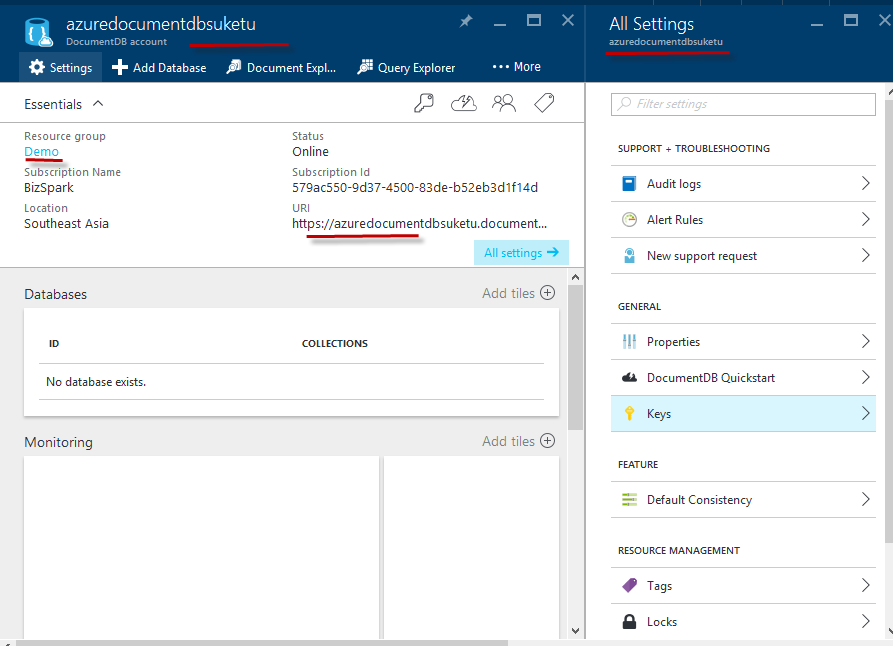 azuredocumentdbsuketu
DocumentDB account
Settings
Add Database
Document Expl...
Query Explorer
More
Essentials
Resource group
Demo
Subscription Name
BizSpark
Location
Southeast Asia
Status
Online
Subscription Id
579ac550-9d37-4500-83de-b52eb3d1f14d
URI
https://azuredocumentdbsuketu.document...
All settings
Databases
Add tiles
ID COLLECTIONS
No database exists.
Monitoring
Add tiles
All Settings
azuredocumentdbsuketu
Filter settings
SUPPORT + TROUBLESHOOTING
Audit logs
Alert Rules
New support request
GENERAL
Properties
DocumentDB Quickstart
Keys
FEATURE
Default Consistency
RESOURCE MANAGEMENT
Tags
Locks